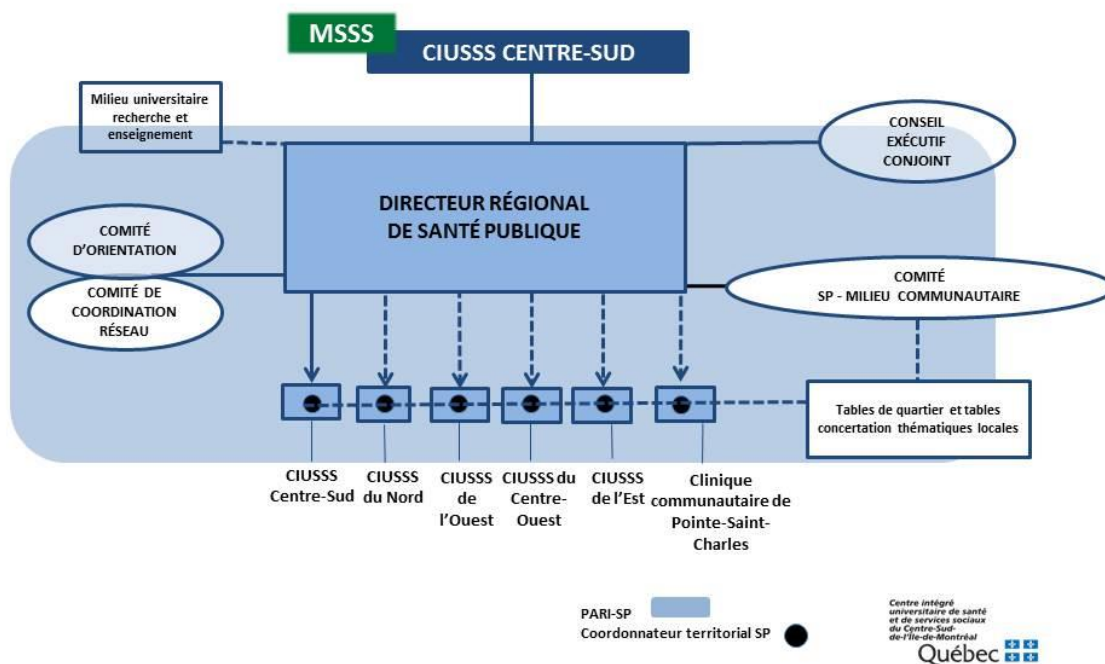 MSSS
CIUSSS CENTRE-SUD
Milieu universitaire
recherche et
enseignement
CONSEIL
EXÉCUTIF
CONJOINT
DIRECTEUR RÉGIONAL
DE SANTÉ PUBLIQUE
COMITÉ
D'ORIENTATION
COMITÉ DE
COORDINATION
RÉSEAU
COMITÉ
SP - MILIEU COMMUNAUTAIRE
Tables de quartier et tables
concertation thématiques locales
CIUSSS
Centre-Sud
CIUSSS
du Nord
CIUSSS
de
l'Ouest
CIUSSS du
Centre-
Ouest
CIUSSS
de l'Est
Clinique
communautaire de
Pointe-Saint-
Charles
PARI-SP
Coordonnateur territorial SP
Centre intégré
universitaire de santé
et de services sociaux
du Centre-Sud-
de-l'Île-de-Montréal
Québec